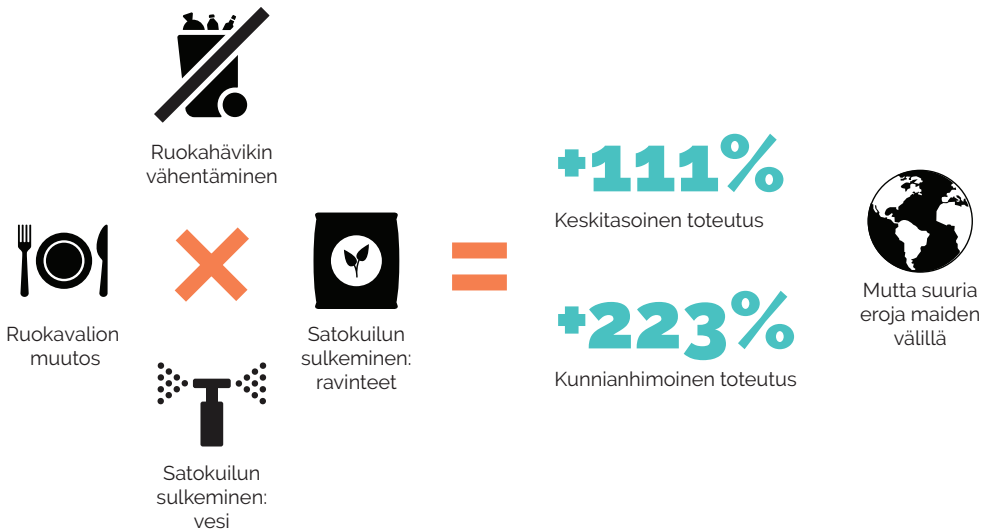 Ruokahävikin
vähentäminen
Ruokavalion
muutos
Satokuilun
sulkeminen:
ravinteet
Satokuilun
sulkeminen:
vesi
+111%
Keskitasoinen toteutus
+223%
Kunnianhimoinen toteutus
Mutta suuria
eroja maiden
välillä